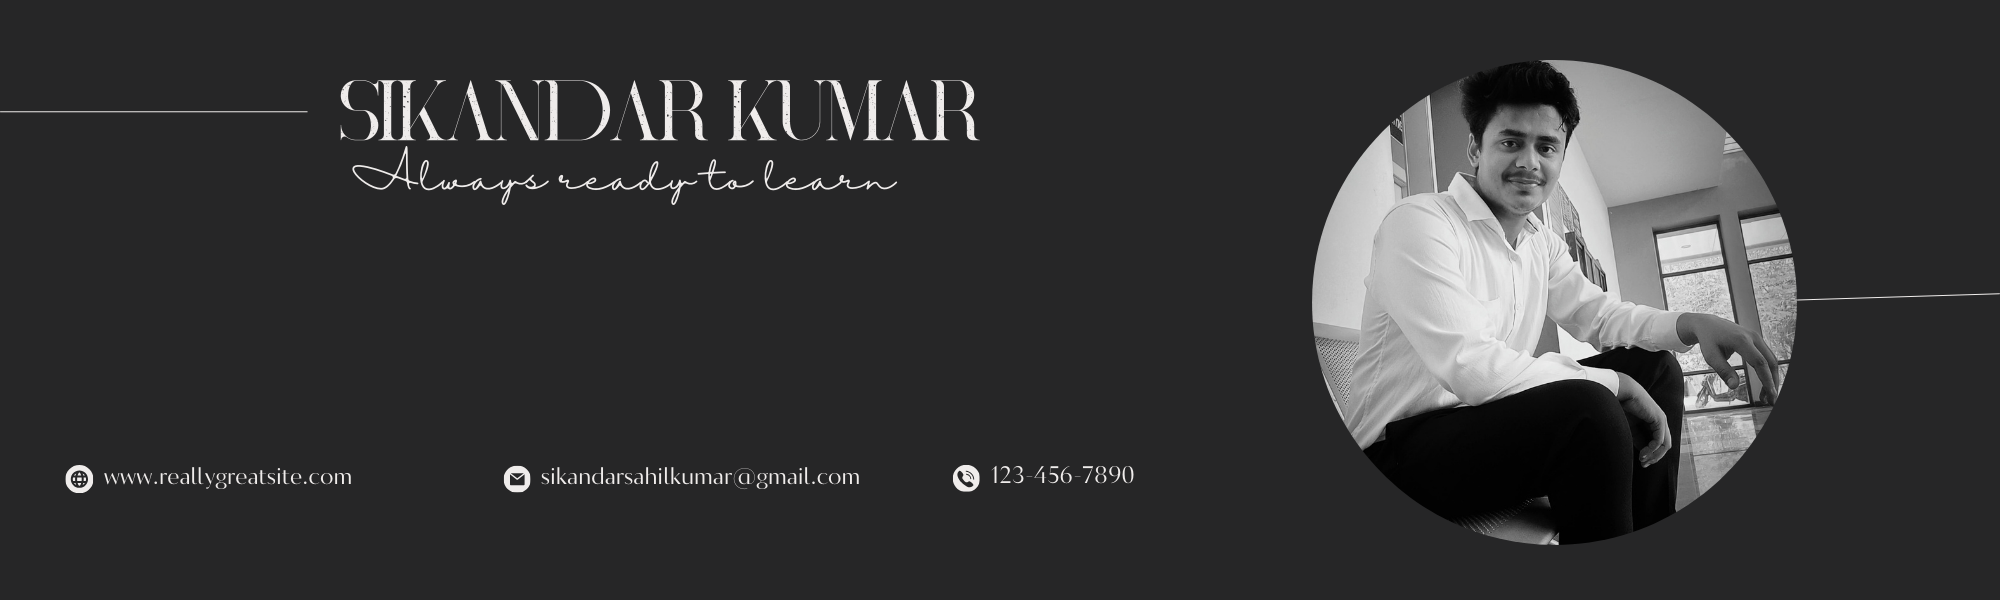 SIKANDAR KUMAR
Always ready to learn
www.reallygreatsite.com
sikandarsahilkumar@gmail.com
123-456-7890